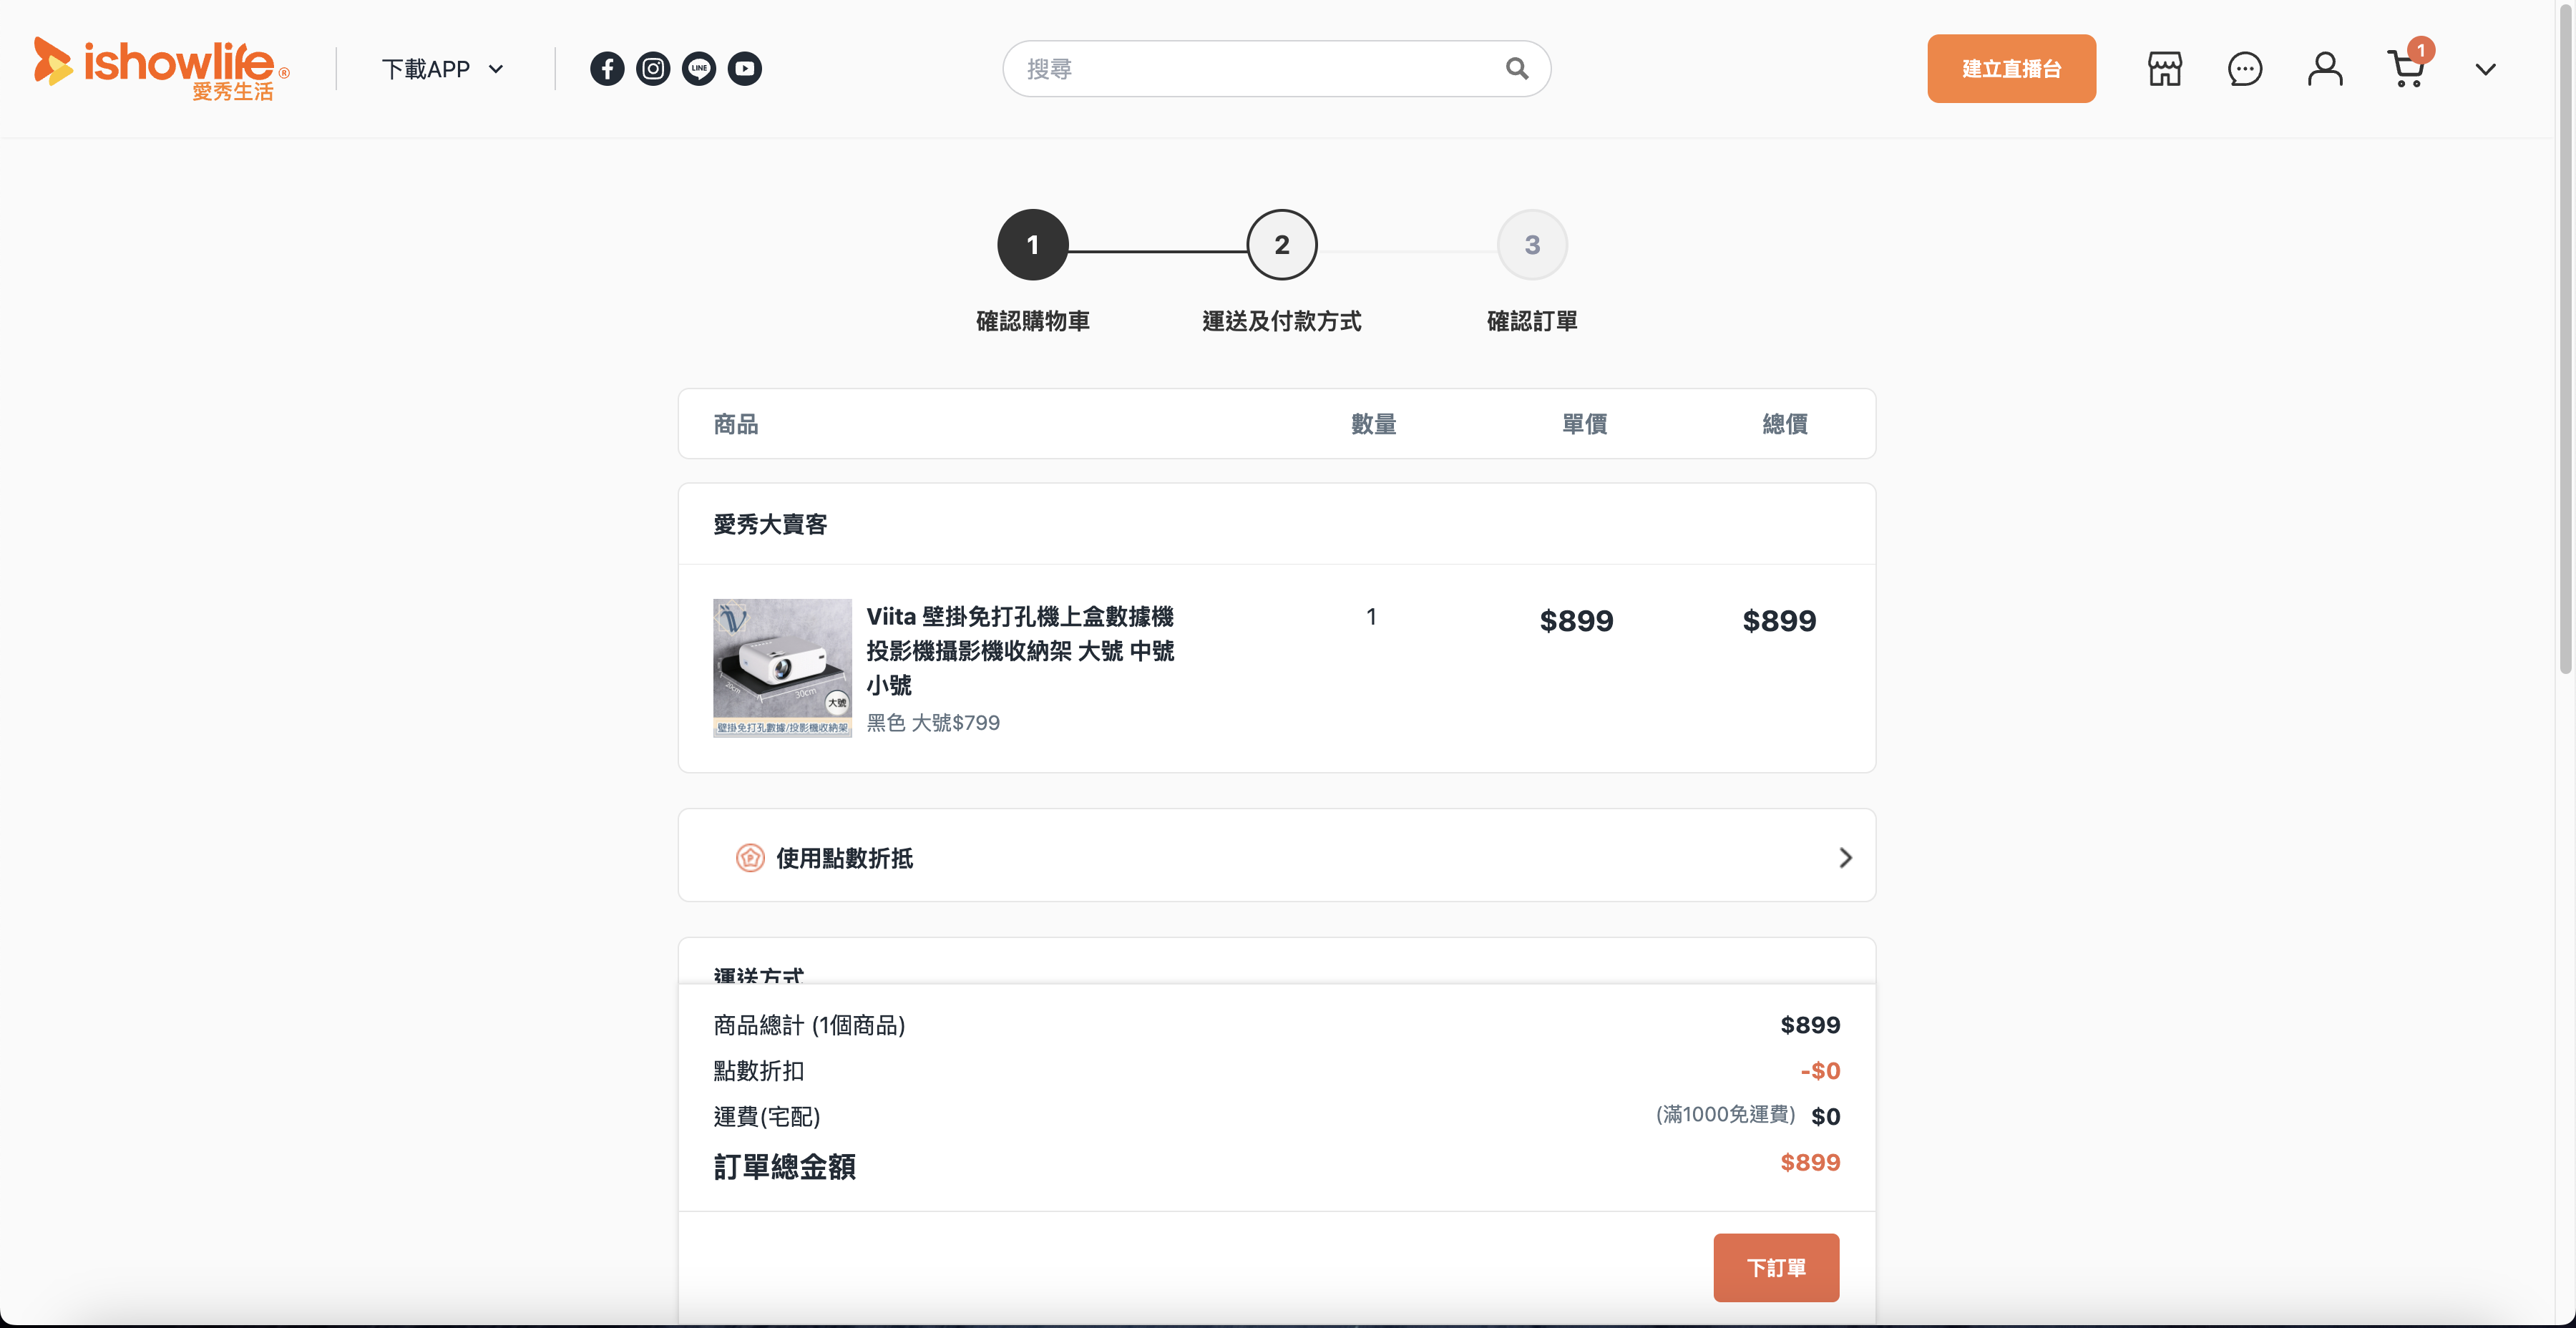 ishowlife®
愛秀生活
下載APP
LINE
搜尋
建立直播台
1
1
2
3
確認購物車
運送及付款方式
確認訂單
商品
數量
單價
總價
愛秀大賣客
20cm
30cm
大號
壁掛免打孔數據/投影機收納架
Viita 壁掛免打孔機上盒數據機
投影機攝影機收納架 大號 中號
小號
黑色 大號$799
1
$899
$899
使用點數折抵
運送方式
商品總計 (1個商品)
$899
點數折扣
-$0
運費(宅配)
(滿1000免運費) $0
訂單總金額
$899
下訂單